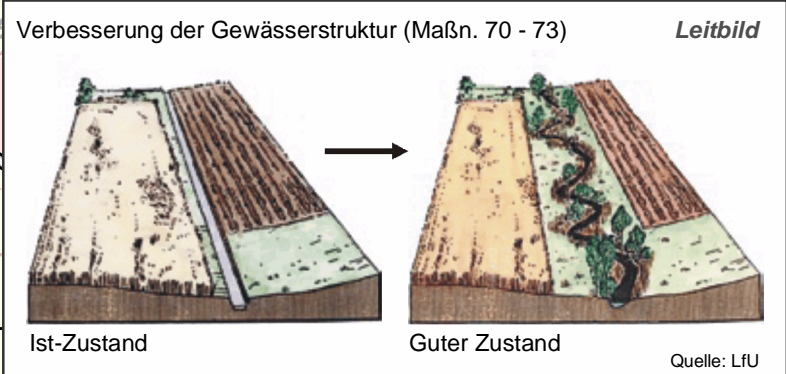 Verbesserung der Gewässerstruktur (Maßn. 70 - 73) Leitbild
Ist-Zustand Guter Zustand
Quelle: LfU